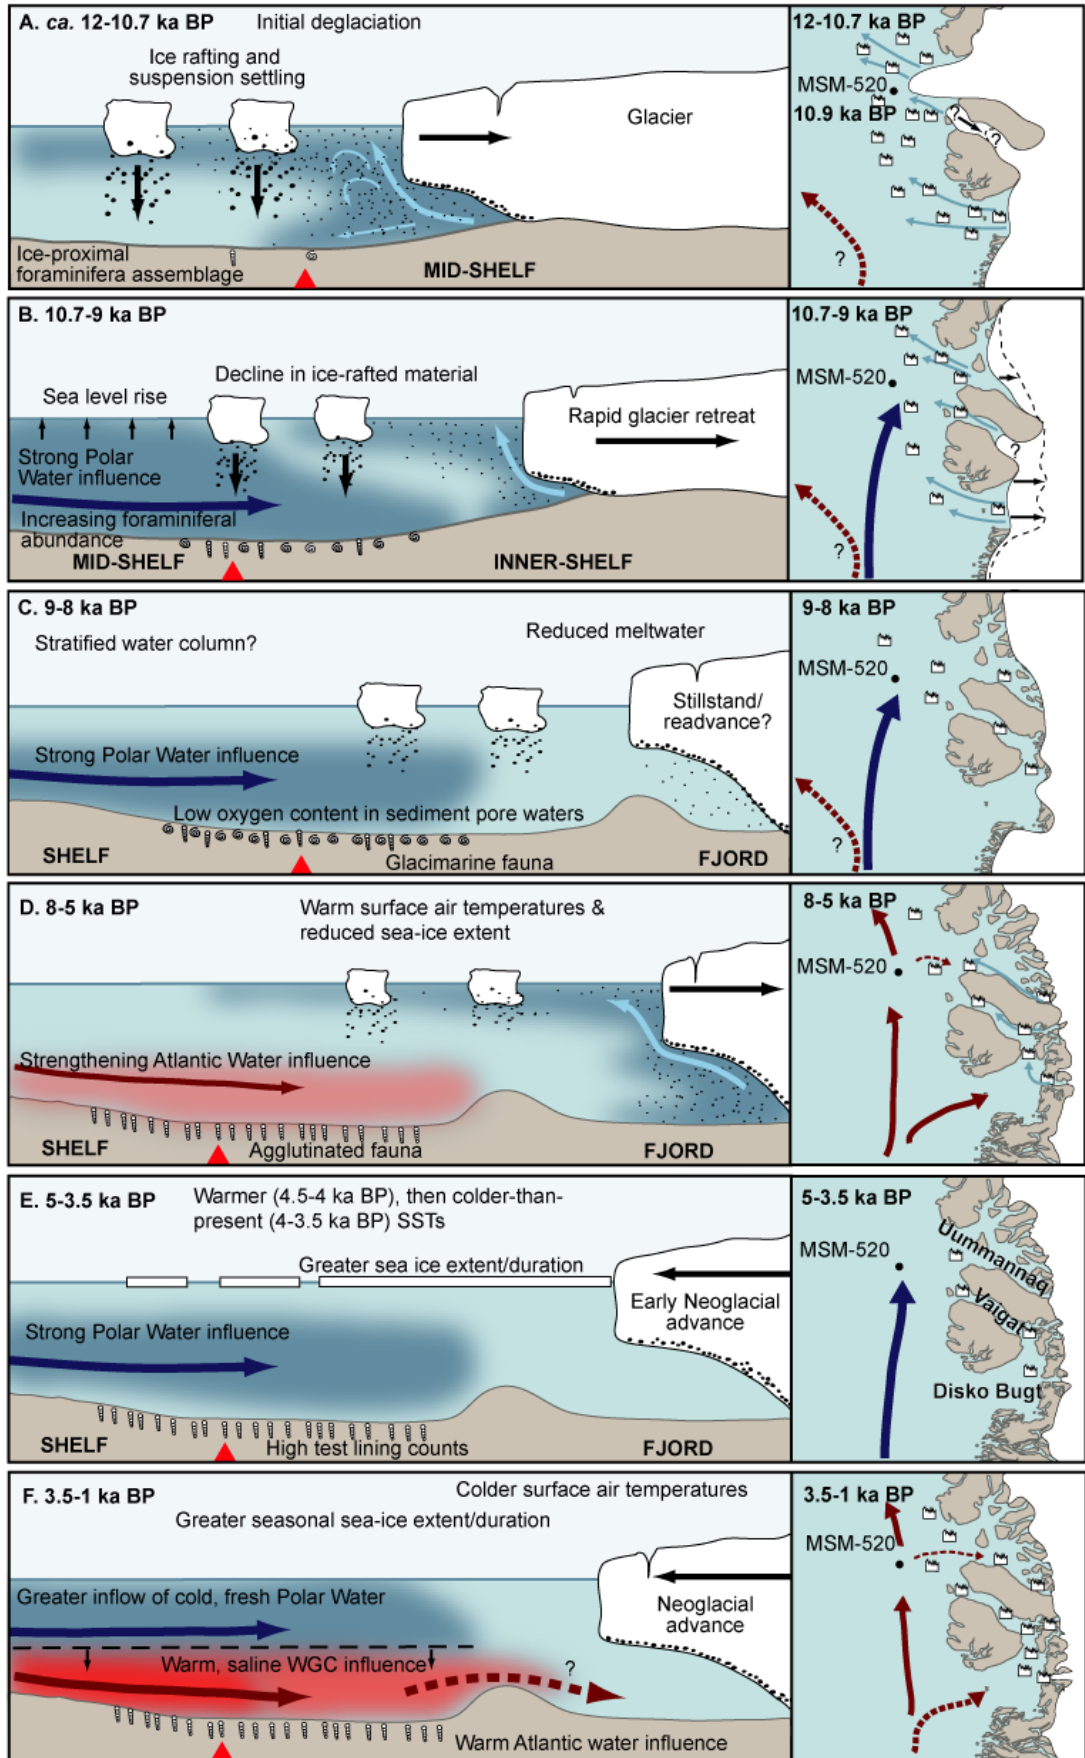 A. ca. 12-10.7 ka BP
Initial deglaciation
Ice rafting and
suspension settling
Glacier
Ice-proximal
foraminifera assemblage
MID-SHELF
12-10.7 ka BP
MSM-520
10.9 ka BP
?
?
?
B. 10.7-9 ka BP
Decline in ice-rafted material
Sea level rise
Rapid glacier retreat
Strong Polar
Water influence
Increasing foraminiferal
abundance
MID-SHELF
INNER-SHELF
10.7-9 ka BP
MSM-520
?
?
C. 9-8 ka BP
Stratified water column?
Reduced meltwater
Stillstand/
readvance?
Strong Polar Water influence
Low oxygen content in sediment pore waters
SHELF
Glacimarine fauna
FJORD
9-8 ka BP
MSM-520
?
D. 8-5 ka BP
Warm surface air temperatures &
reduced sea-ice extent
Strengthening Atlantic Water influence
SHELF
Agglutinated fauna
FJORD
8-5 ka BP
MSM-520
E. 5-3.5 ka BP
Warmer (4.5-4 ka BP), then colder-than-
present (4-3.5 ka BP) SSTs
Greater sea ice extent/duration
Early Neoglacial
advance
Strong Polar Water influence
SHELF
High test lining counts
FJORD
5-3.5 ka BP
MSM-520
Uummannaq
Vaigat
Disko Bugt
F. 3.5-1 ka BP
Colder surface air temperatures
Greater seasonal sea-ice extent/duration
Greater inflow of cold, fresh Polar Water
Neoglacial
advance
Warm, saline WGC influence
?
Warm Atlantic water influence
3.5-1 ka BP
MSM-520